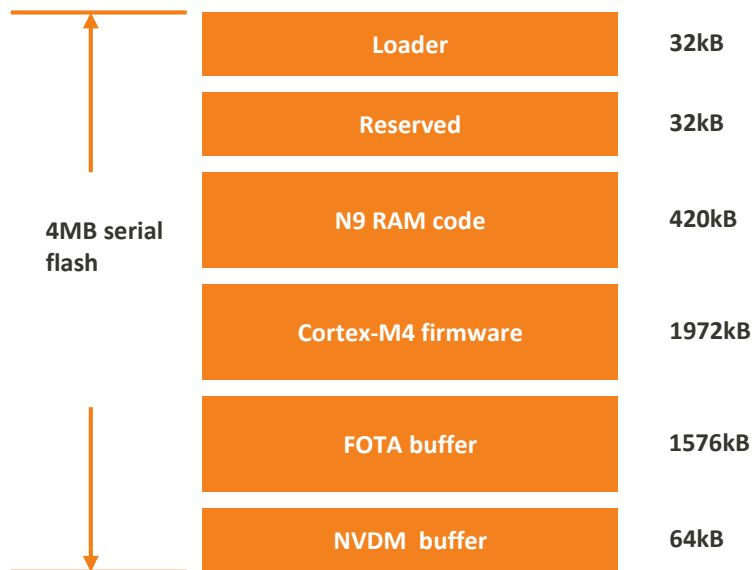 Loader 32kB
Reserved 32kB
N9 RAM code 420kB
4MB serial
flash
Cortex-M4 firmware 1972kB
FOTA buffer 1576kB
NVDM buffer 64kB